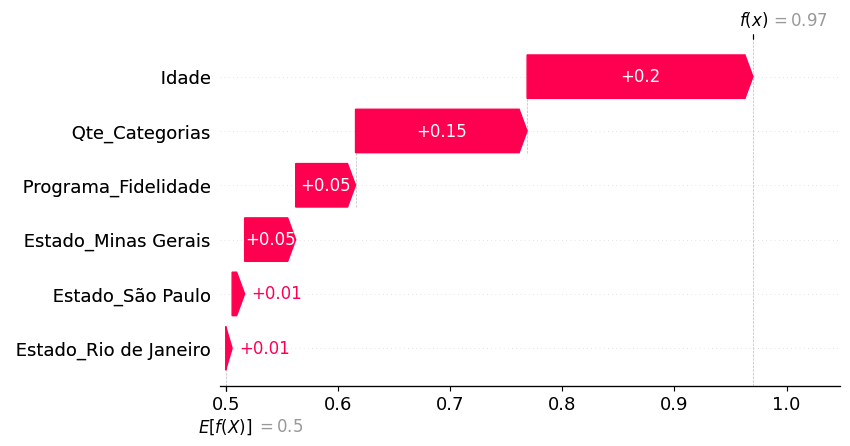 f(x) = 0.97
Idade +0.2
Qte_Categorias +0.15
Programa_Fidelidade +0.05
Estado_Minas Gerais +0.05
Estado_São Paulo +0.01
Estado_Rio de Janeiro +0.01
0.5 0.6 0.7 0.8 0.9 1.0
E[f(X)] = 0.5